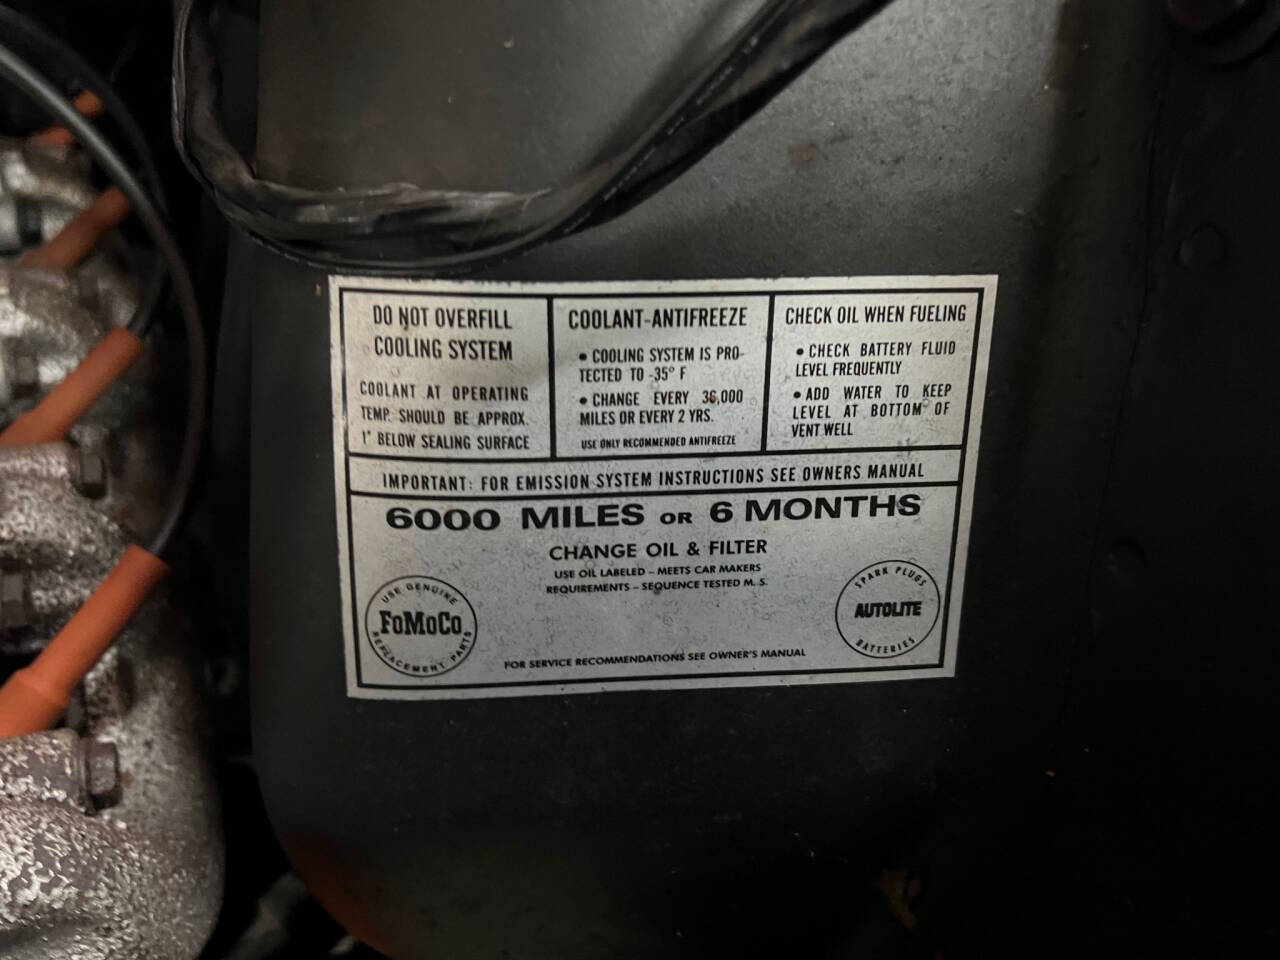 DO NOT OVERFILL
COOLING SYSTEM
COOLANT AT OPERATING
TEMP. SHOULD BE APPROX.
1" BELOW SEALING SURFACE
COOLANT-ANTIFREEZE
• COOLING SYSTEM IS PRO-
TECTED TO -35° F
• CHANGE EVERY 36,000
MILES OR EVERY 2 YRS.
USE ONLY RECOMMENDED ANTIFREEZE
CHECK OIL WHEN FUELING
• CHECK BATTERY FLUID
LEVEL FREQUENTLY
• ADD WATER TO KEEP
LEVEL AT BOTTOM OF
VENT WELL
IMPORTANT: FOR EMISSION SYSTEM INSTRUCTIONS SEE OWNERS MANUAL
6000 MILES OR 6 MONTHS
CHANGE OIL & FILTER
USE OIL LABELED – MEETS CAR MAKERS
REQUIREMENTS – SEQUENCE TESTED M. S.
USE GENUINE
FoMoCo
REPLACEMENT PARTS
SPARK PLUGS
AUTOLITE
BATTERIES
FOR SERVICE RECOMMENDATIONS SEE OWNER'S MANUAL